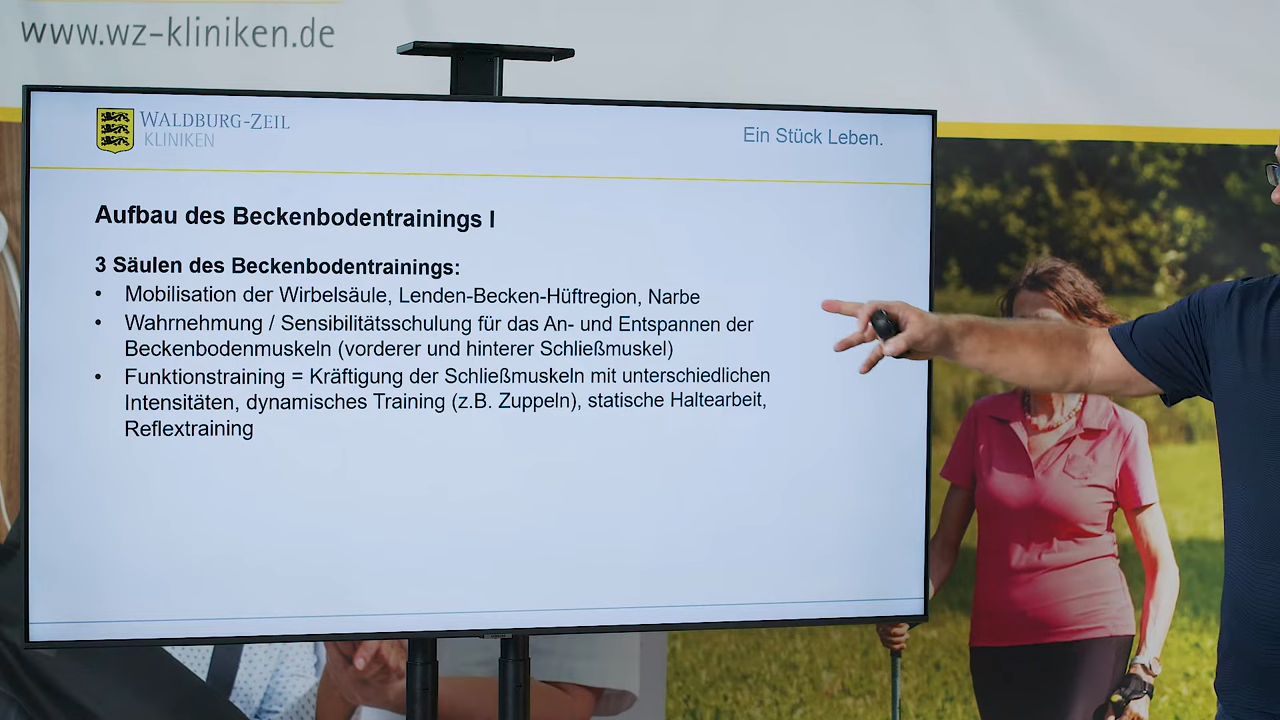 www.wz-kliniken.de
WALDBURG-ZEIL
KLINIKEN
Ein Stück Leben.
Aufbau des Beckenbodentrainings I
3 Säulen des Beckenbodentrainings:
• Mobilisation der Wirbelsäule, Lenden-Becken-Hüftregion, Narbe
• Wahrnehmung / Sensibilitätsschulung für das An- und Entspannen der
Beckenbodenmuskeln (vorderer und hinterer Schließmuskel)
• Funktionstraining = Kräftigung der Schließmuskeln mit unterschiedlichen
Intensitäten, dynamisches Training (z.B. Zuppeln), statische Haltearbeit,
Reflextraining